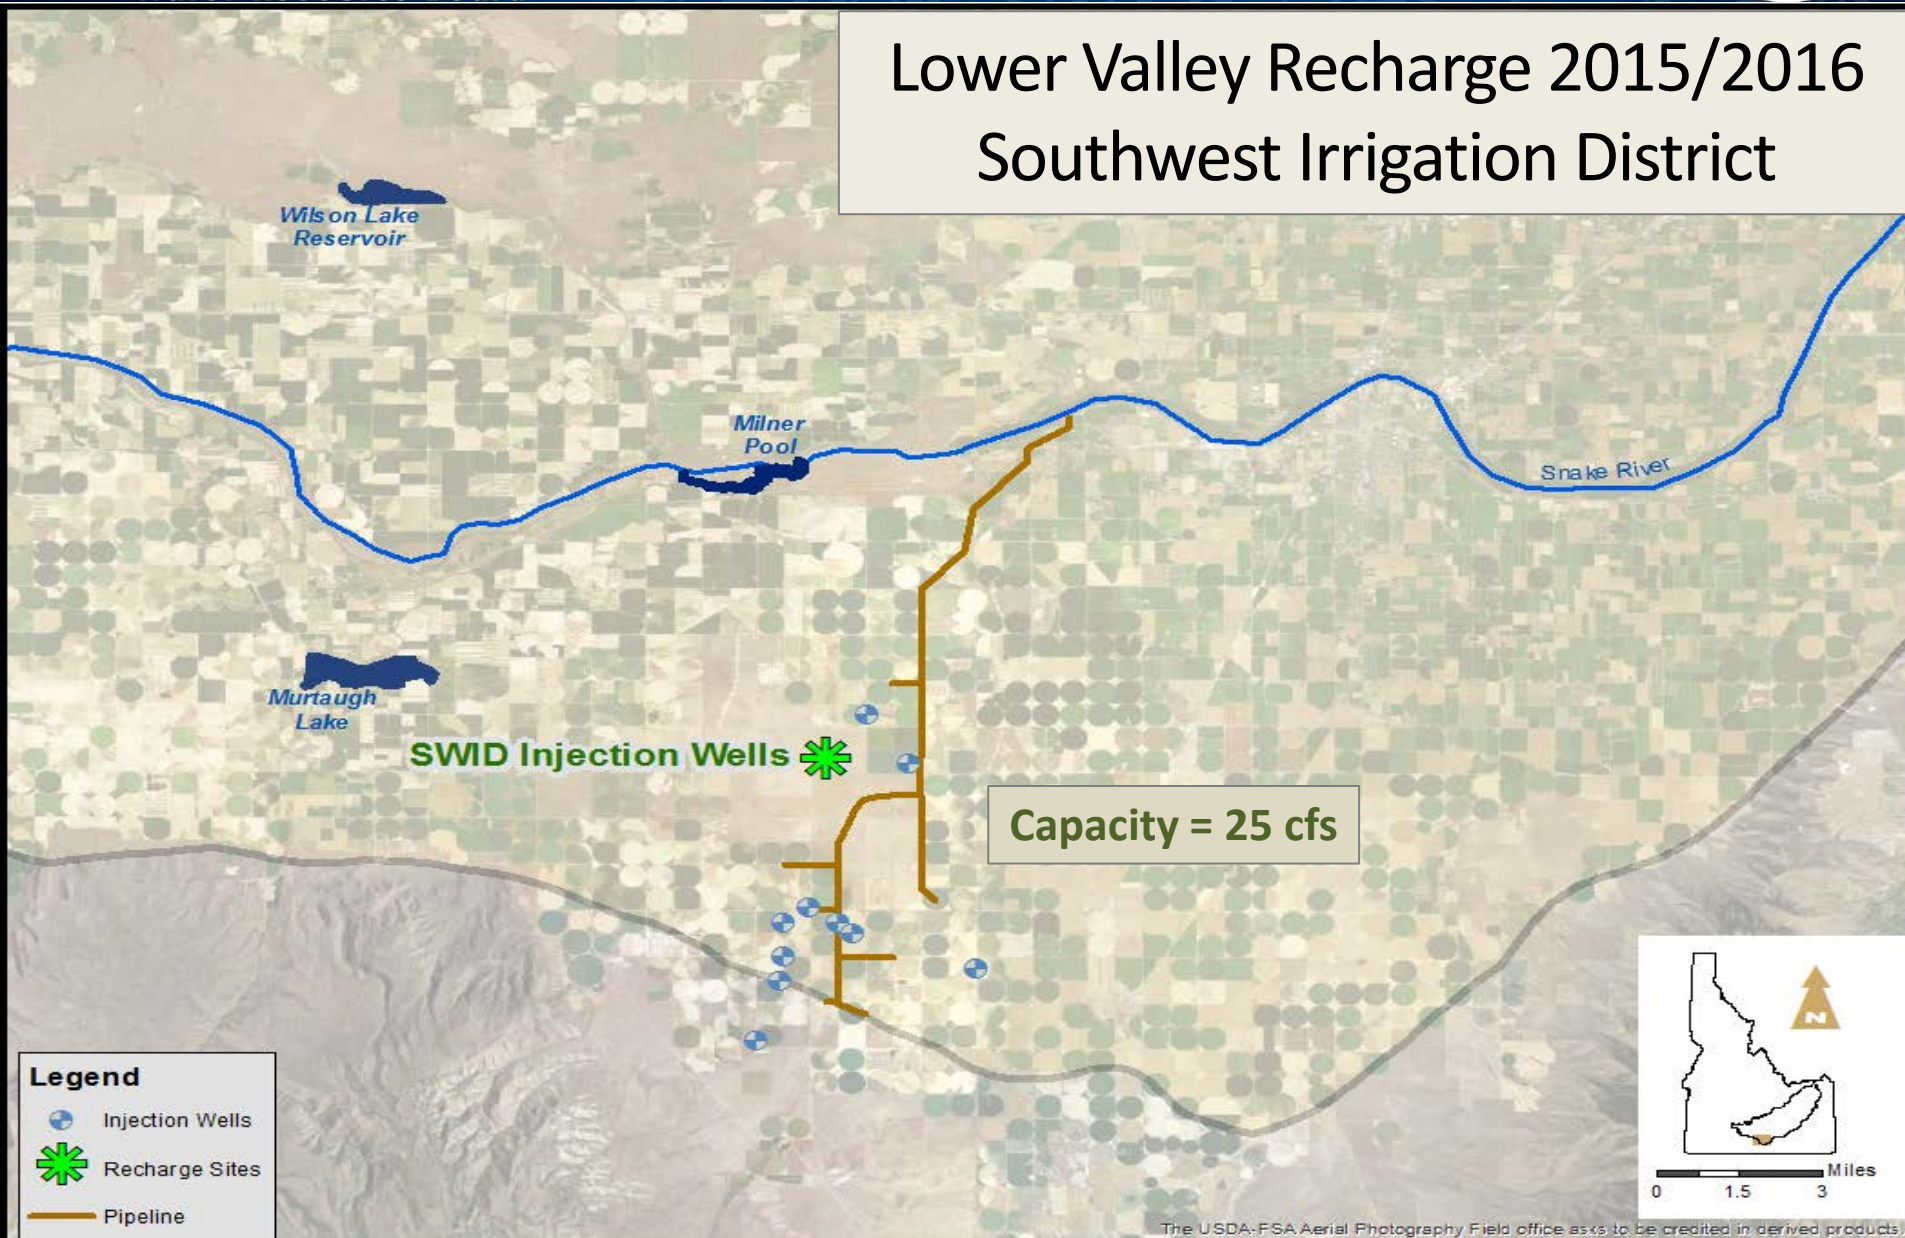 Lower Valley Recharge 2015/2016
Southwest Irrigation District
Wilson Lake
Reservoir
Milner
Pool
Snake River
Murtaugh
Lake
SWID Injection Wells
Capacity = 25 cfs
Legend
Injection Wells
Recharge Sites
Pipeline
N
Miles
0 1.5 3
The USDA-FSA Aerial Photography Field office asks to be credited in derived products